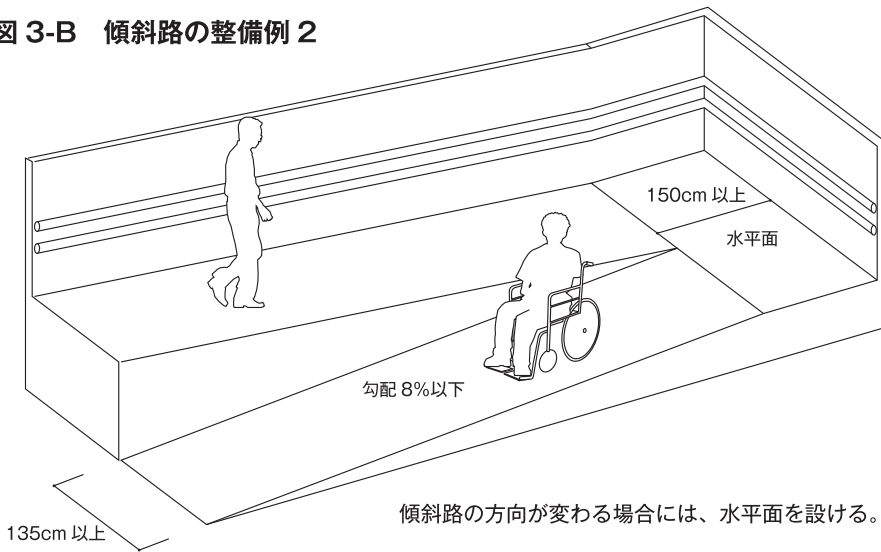 図 3-B　傾斜路の整備例 2
150cm 以上
水平面
勾配 8%以下
135cm 以上
傾斜路の方向が変わる場合には、水平面を設ける。